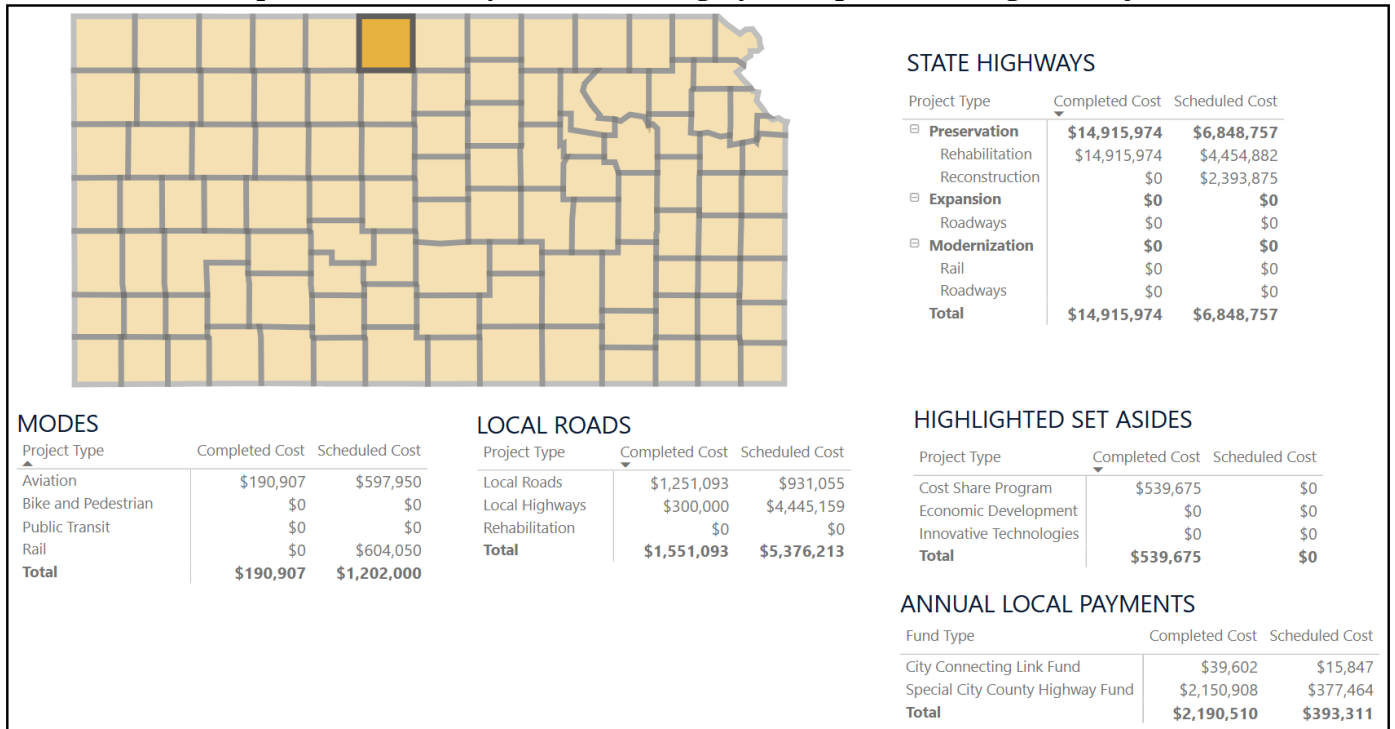 STATE HIGHWAYS
Project Type Completed Cost Scheduled Cost
Preservation $14,915,974 $6,848,757
Rehabilitation $14,915,974 $4,454,882
Reconstruction $0 $2,393,875
Expansion $0 $0
Roadways $0 $0
Modernization $0 $0
Rail $0 $0
Roadways $0 $0
Total $14,915,974 $6,848,757
MODES
Project Type Completed Cost Scheduled Cost
Aviation $190,907 $597,950
Bike and Pedestrian $0 $0
Public Transit $0 $0
Rail $0 $604,050
Total $190,907 $1,202,000
LOCAL ROADS
Project Type Completed Cost Scheduled Cost
Local Roads $1,251,093 $931,055
Local Highways $300,000 $4,445,159
Rehabilitation $0 $0
Total $1,551,093 $5,376,213
HIGHLIGHTED SET ASIDES
Project Type Completed Cost Scheduled Cost
Cost Share Program $539,675 $0
Economic Development $0 $0
Innovative Technologies $0 $0
Total $539,675 $0
ANNUAL LOCAL PAYMENTS
Fund Type Completed Cost Scheduled Cost
City Connecting Link Fund $39,602 $15,847
Special City County Highway Fund $2,150,908 $377,464
Total $2,190,510 $393,311